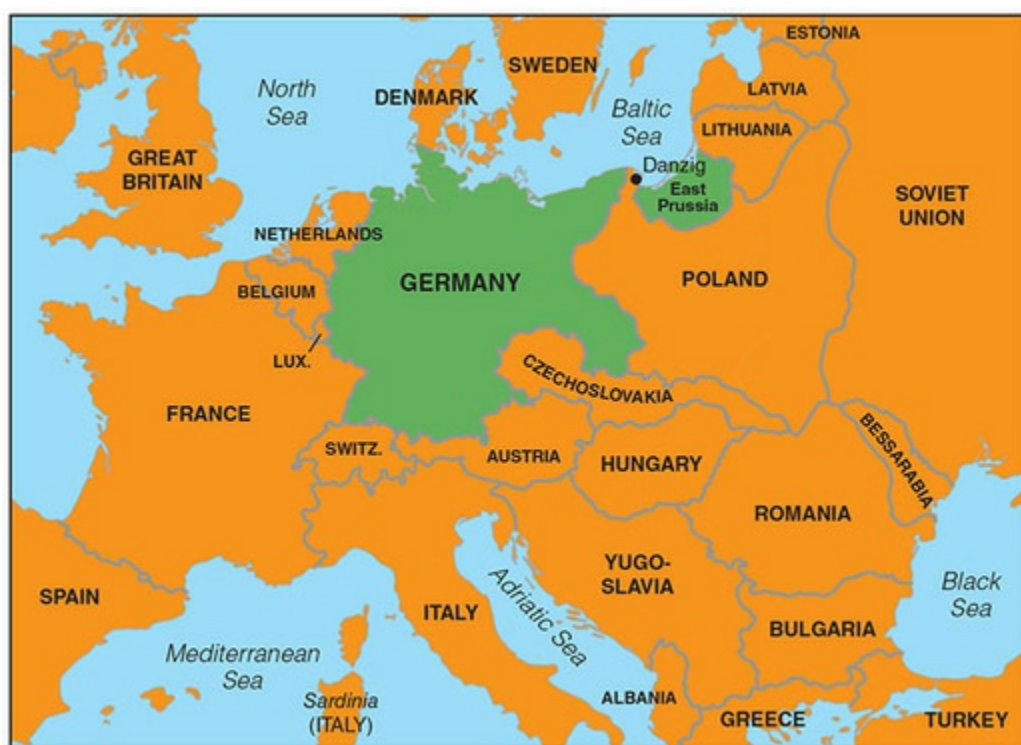 ESTONIA
SWEDEN
North
Sea
DENMARK
LATVIA
Baltic
Sea
LITHUANIA
GREAT
BRITAIN
Danzig
East
Prussia
SOVIET
UNION
NETHERLANDS
GERMANY
POLAND
BELGIUM
LUX.
CZECHOSLOVAKIA
FRANCE
SWITZ.
AUSTRIA
HUNGARY
BESSARABIA
ROMANIA
YUGO-
SLAVIA
Black
Sea
SPAIN
ITALY
Adriatic Sea
BULGARIA
Mediterranean
Sea
Sardinia
(ITALY)
ALBANIA
GREECE
TURKEY